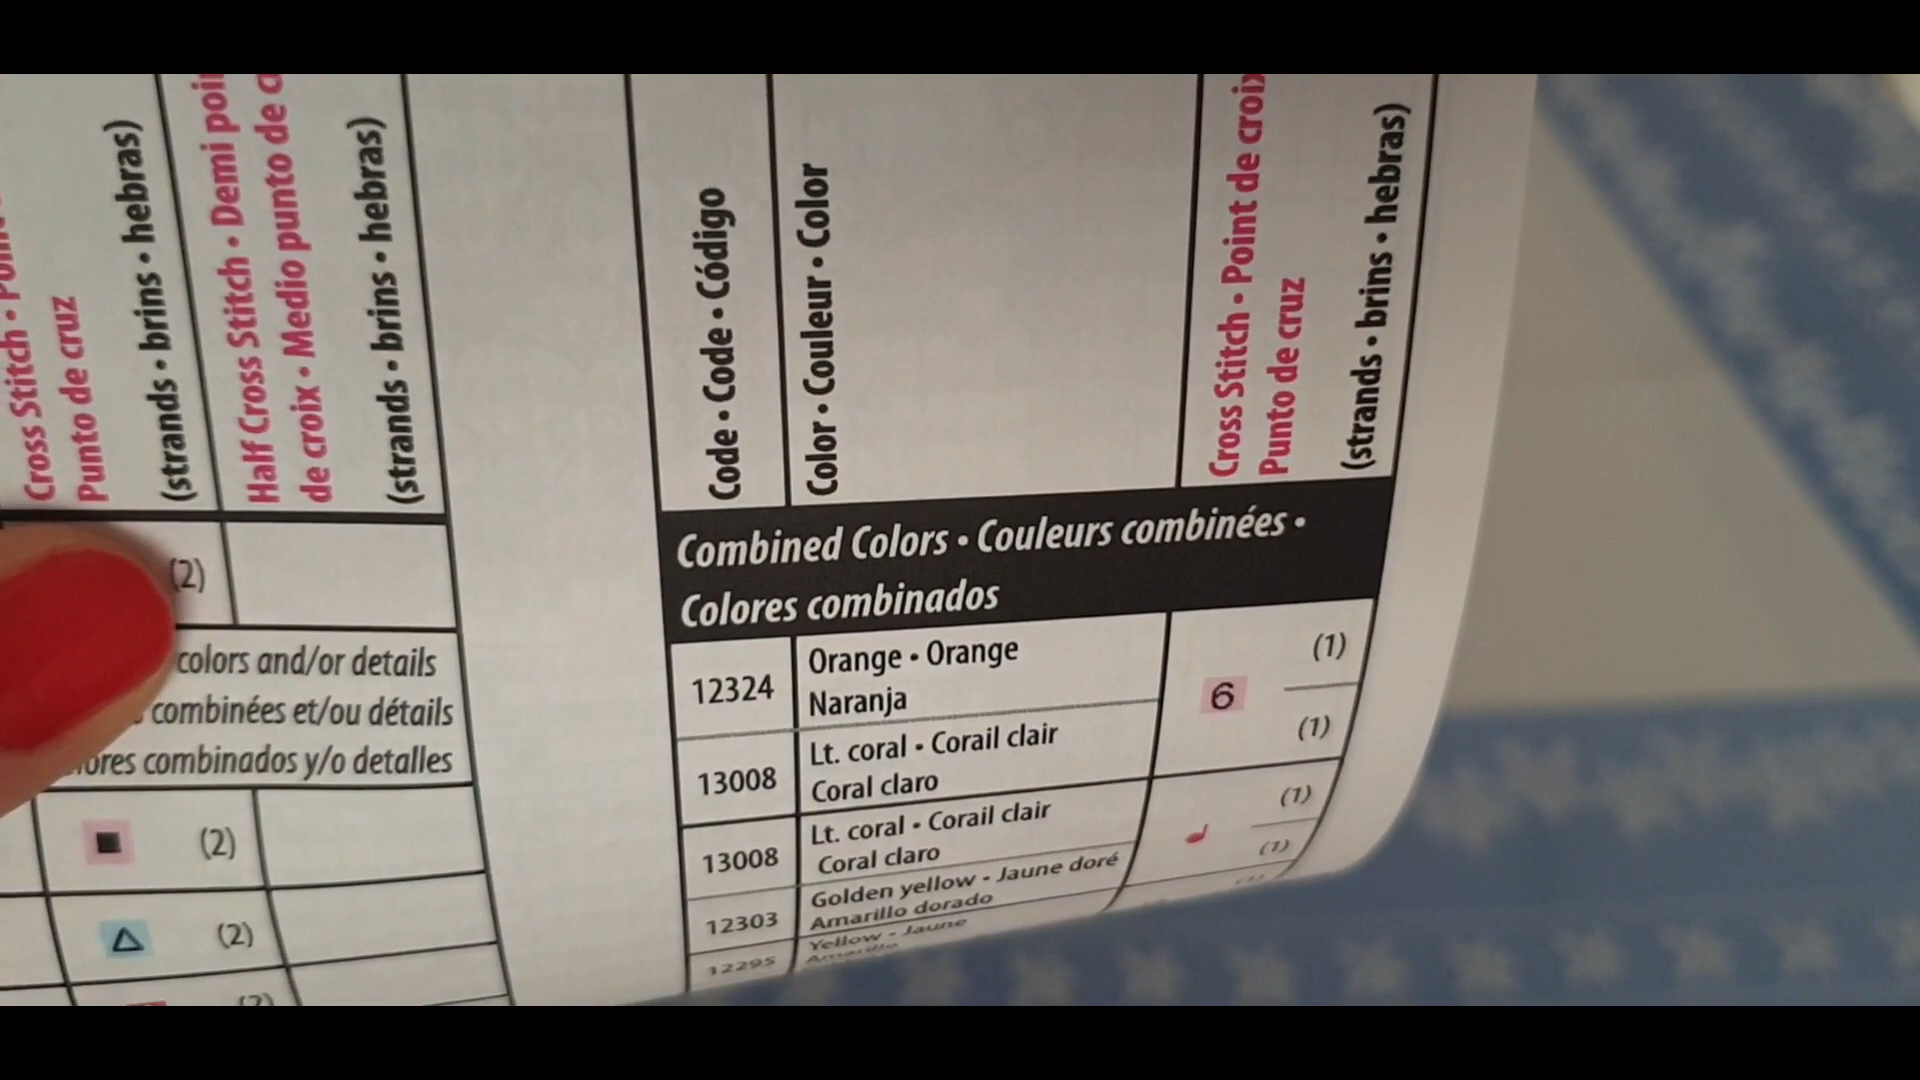 Cross Stitch •
Punto de cruz
(strands • brins • hebras)
Half Cross Stitch • Demi
de croix • Medio punto de
(strands • brins • hebras)
(2)
colors and/or details
combinées et/ou détails
combinados y/o detalles
■ (2)
△ (2)
(2)
Code • Code • Código
Color • Couleur • Color
Cross Stitch • Point de croix
Punto de cruz
(strands • brins • hebras)
Combined Colors • Couleurs combinées •
Colores combinados
12324 Orange • Orange
Naranja
6 (1)
13008 Lt. coral • Corail clair
Coral claro
(1)
13008 Lt. coral • Corail clair
Coral claro
(1)
12303 Golden yellow • Jaune doré
Amarillo dorado
(1)
12295 Yellow • Jaune